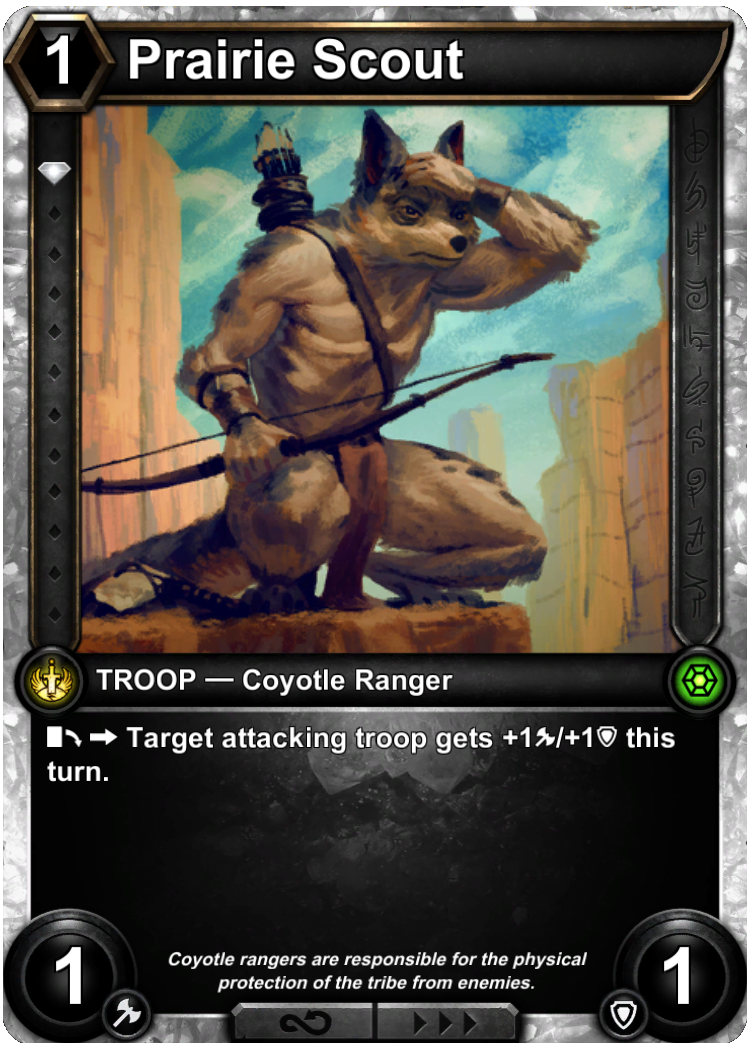 1 Prairie Scout
TROOP — Coyotle Ranger
Target attacking troop gets +1/+1 this
turn.
Coyotle rangers are responsible for the physical
protection of the tribe from enemies.
1 1